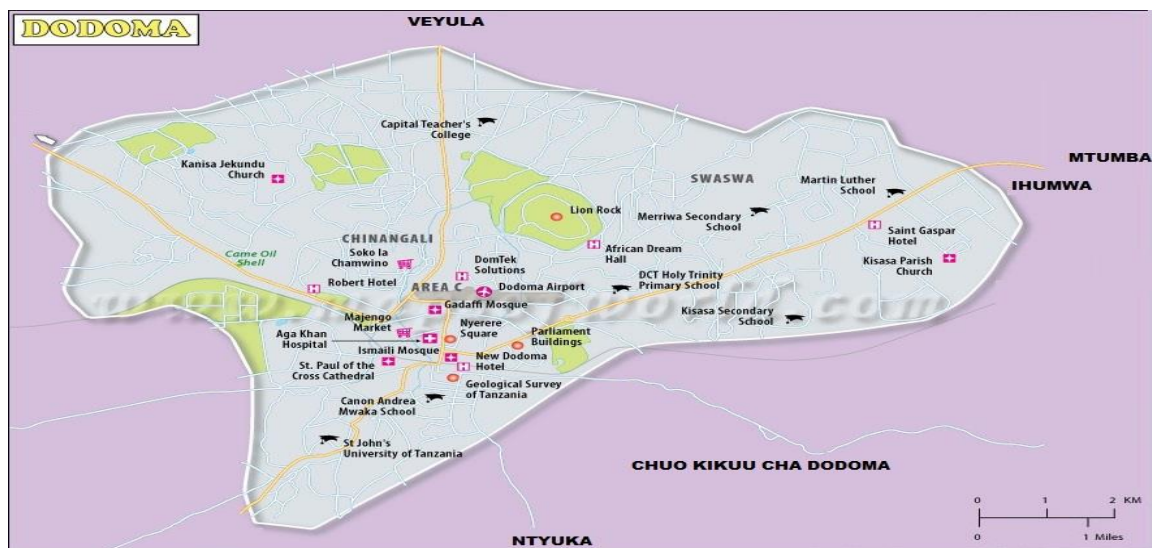 DODOMA
VEYULA
Capital Teacher's
College
Kanisa Jekundu
Church
MTUMBA
SWASWA
Martin Luther
School
IHUMWA
Lion Rock
Merriwa Secondary
School
Saint Gaspar
Hotel
CHINANGALI
Soko la
Chamwino
African Dream
Hall
Kisasa Parish
Church
Came Oil
Shell
DomTek
Solutions
DCT Holy Trinity
Primary School
Robert Hotel
AREA C
Dodoma Airport
Gadaffi Mosque
Kisasa Secondary
School
Majengo
Market
Nyerere
Square
Parliament
Buildings
Aga Khan
Hospital
Ismaili Mosque
New Dodoma
Hotel
St. Paul of the
Cross Cathedral
Geological Survey
of Tanzania
Canon Andrea
Mwaka School
St John's
University of Tanzania
CHUO KIKUU CHA DODOMA
0 1 2 KM
0 1 Miles
NTYUKA